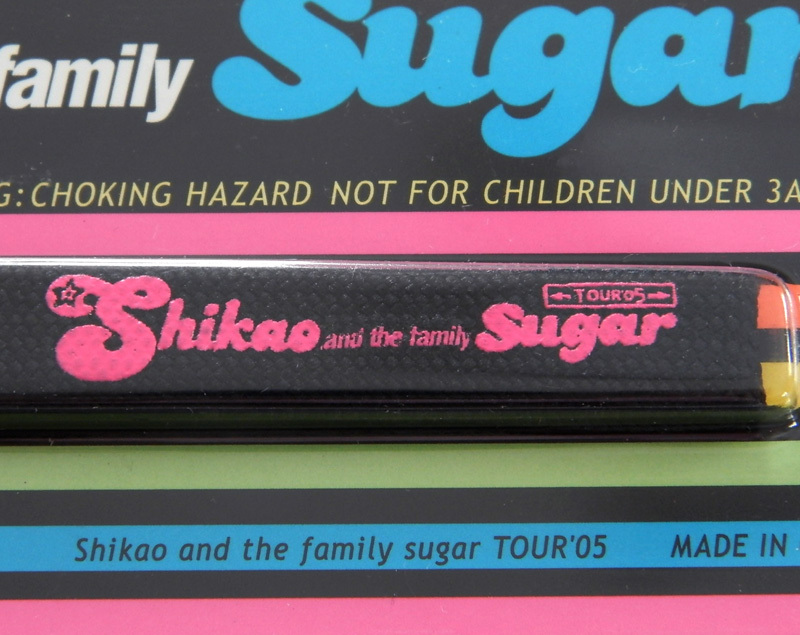 family Sugar
G: CHOKING HAZARD NOT FOR CHILDREN UNDER 3A
←TOUR'05→
Shikao and the family Sugar
Shikao and the family sugar TOUR'05 MADE IN